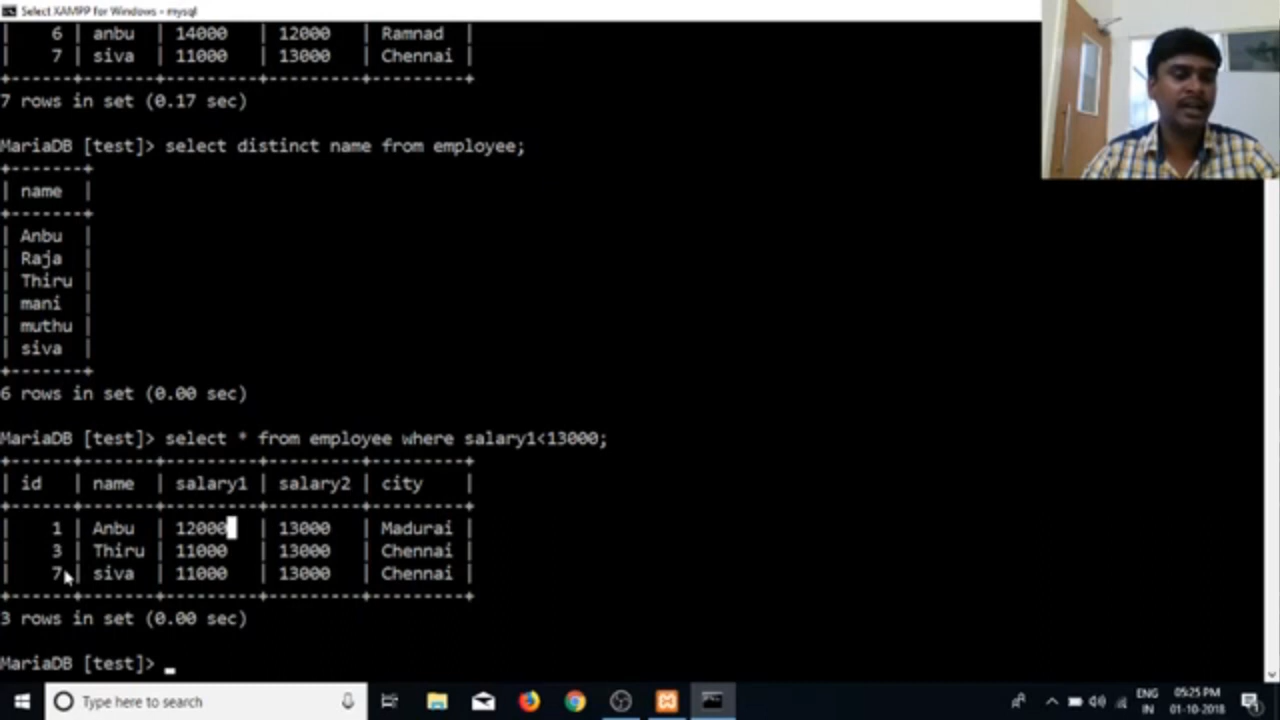 Select XAMPP for Windows - mysql
| 6 | anbu | 14000 | 12000 | Ramnad |
| 7 | siva | 11000 | 13000 | Chennai |
+------+-------+---------+---------+---------+
7 rows in set (0.17 sec)
MariaDB [test]> select distinct name from employee;
+-------+
| name |
+-------+
| Anbu |
| Raja |
| Thiru |
| mani |
| muthu |
| siva |
+-------+
6 rows in set (0.00 sec)
MariaDB [test]> select * from employee where salary1<13000;
+------+-------+---------+---------+---------+
| id | name | salary1 | salary2 | city |
+------+-------+---------+---------+---------+
| 1 | Anbu | 12000 | 13000 | Madurai |
| 3 | Thiru | 11000 | 13000 | Chennai |
| 7 | siva | 11000 | 13000 | Chennai |
+------+-------+---------+---------+---------+
3 rows in set (0.00 sec)
MariaDB [test]> _
Type here to search
ENG 05:25 PM
IN 01-10-2018